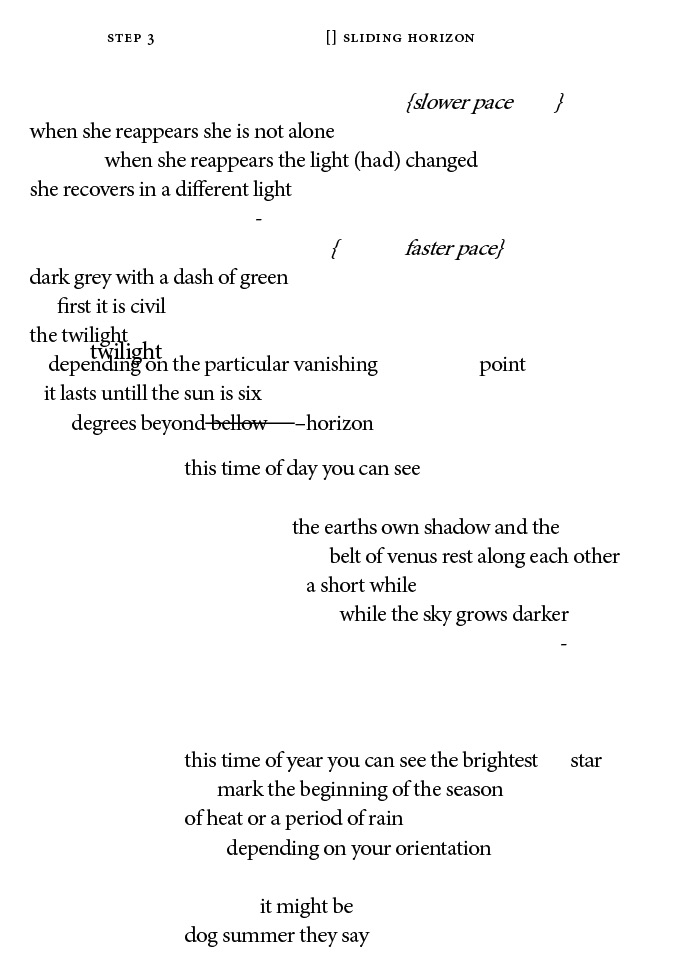 STEP 3 [] SLIDING HORIZON
{slower pace }
when she reappears she is not alone
when she reappears the light (had) changed
she recovers in a different light
-
{ faster pace}
dark grey with a dash of green
first it is civil
the twilight
twilight
depending on the particular vanishing point
it lasts untill the sun is six
degrees beyond bellow –horizon
this time of day you can see
the earths own shadow and the
belt of venus rest along each other
a short while
while the sky grows darker
-
this time of year you can see the brightest star
mark the beginning of the season
of heat or a period of rain
depending on your orientation
it might be
dog summer they say